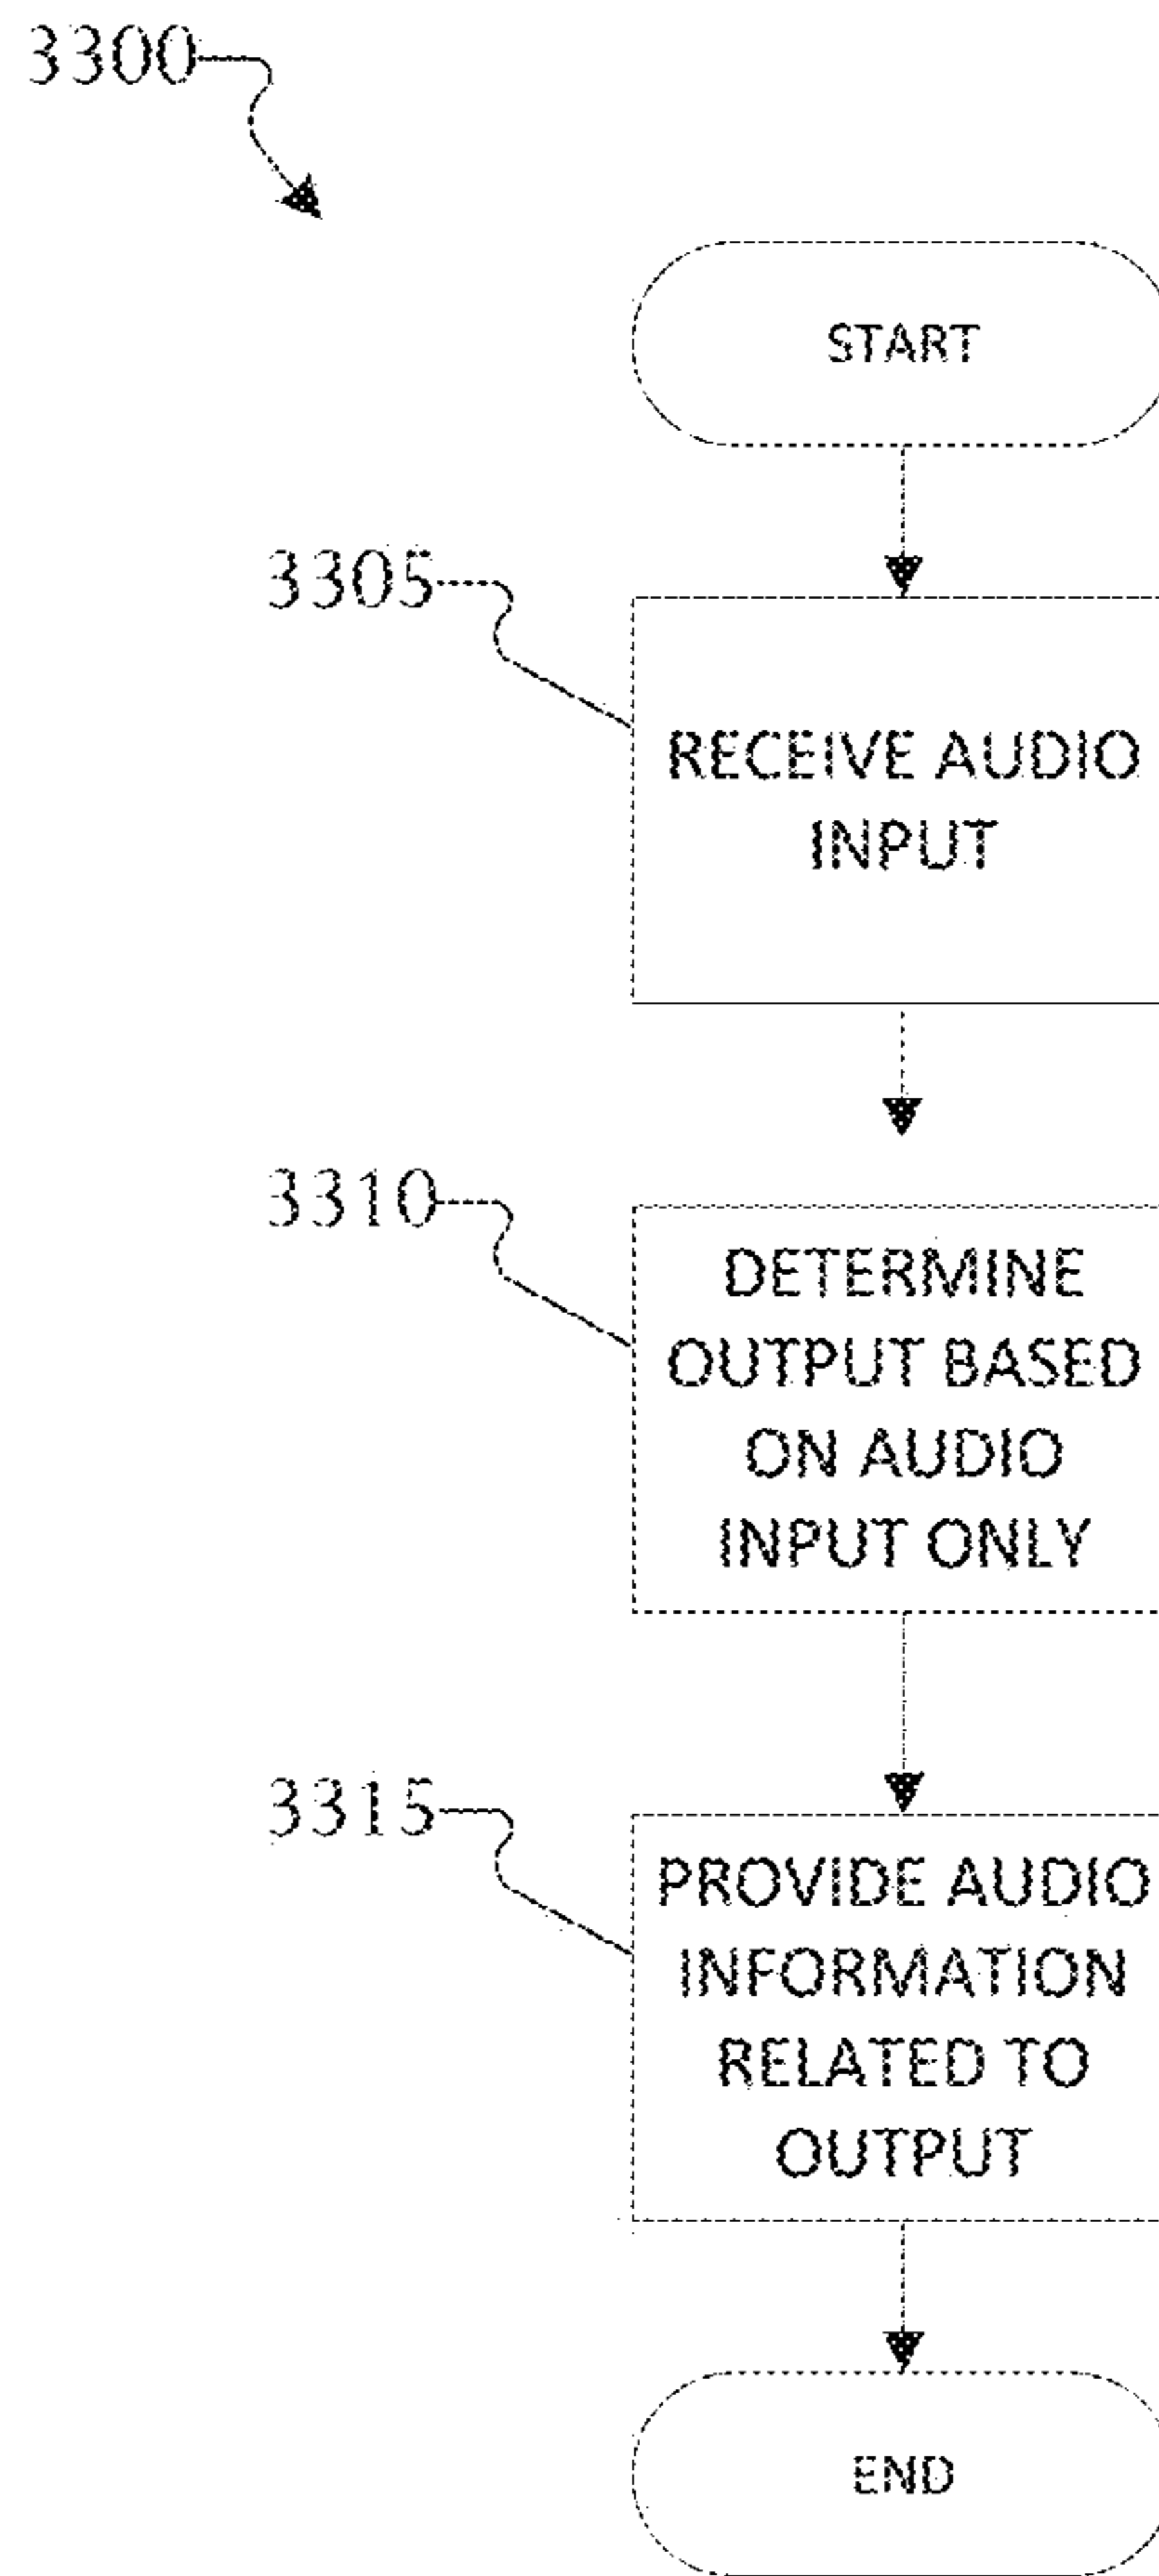 3300
START
3305
RECEIVE AUDIO
INPUT
3310
DETERMINE
OUTPUT BASED
ON AUDIO
INPUT ONLY
3315
PROVIDE AUDIO
INFORMATION
RELATED TO
OUTPUT
END